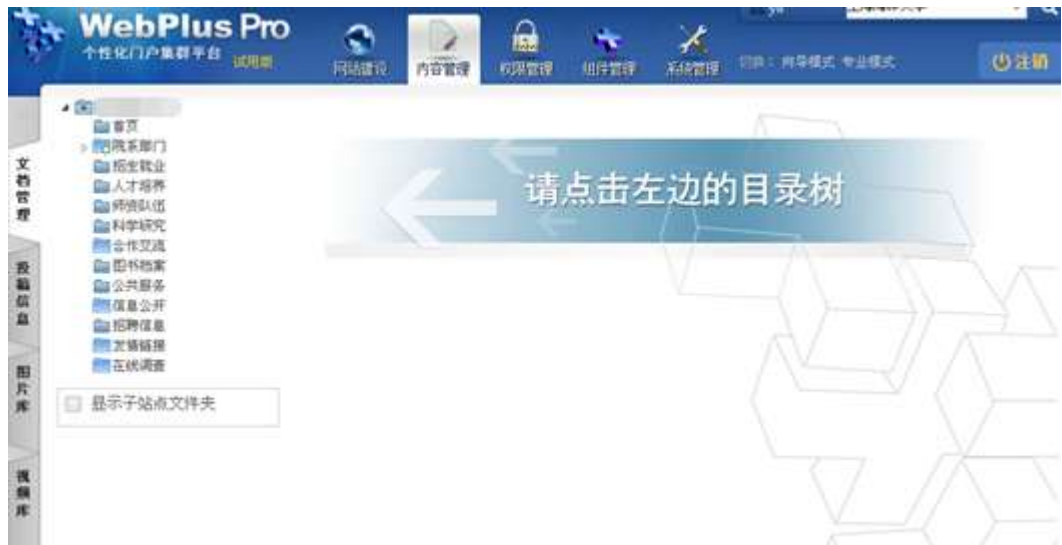 WebPlus Pro
个性化门户集群平台 试用版
网站建设 内容管理 权限管理 组件管理 系统管理
切换：向导模式 专业模式
注销
文档管理
投稿信息
图片库
视频库
首页
院系部门
招生就业
人才培养
师资队伍
科学研究
合作交流
图书档案
公共服务
信息公开
招聘信息
友情链接
在线调查
显示子站点文件夹
请点击左边的目录树